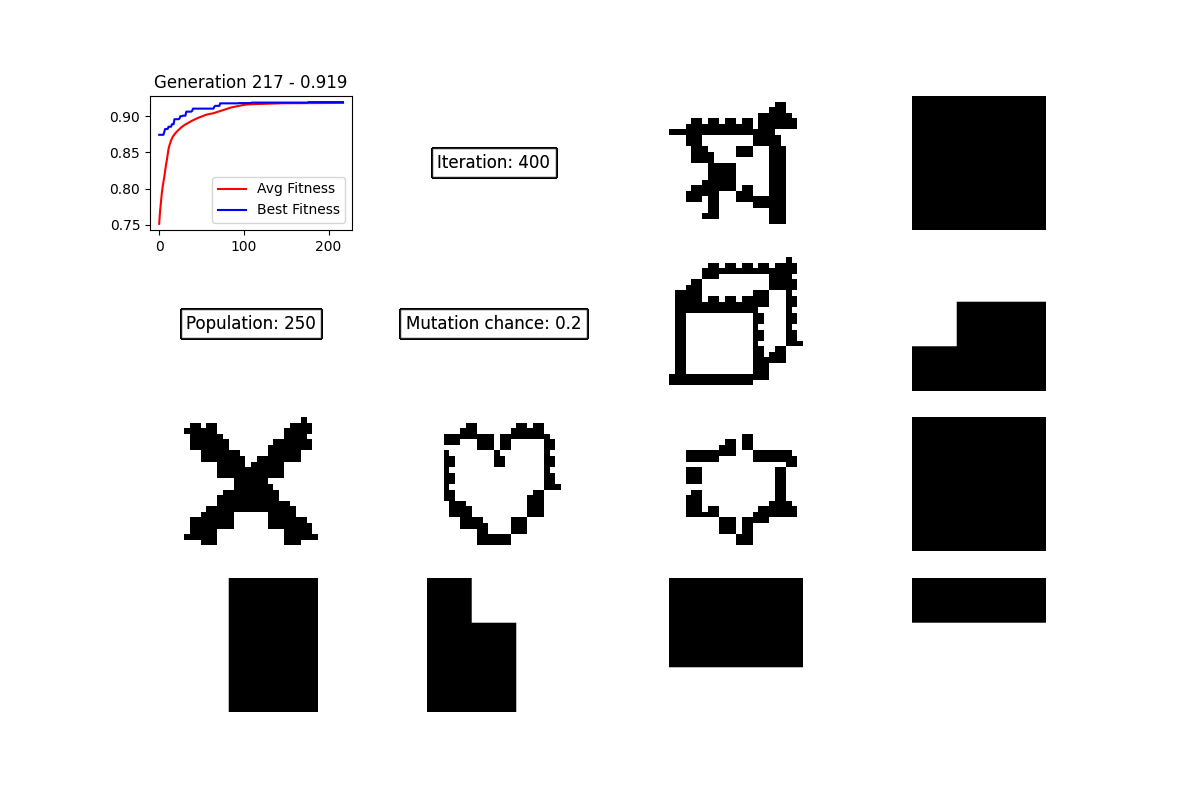 Generation 217 - 0.919
0.90
0.85
0.80
0.75
Avg Fitness
Best Fitness
0 100 200
Iteration: 400
Population: 250
Mutation chance: 0.2